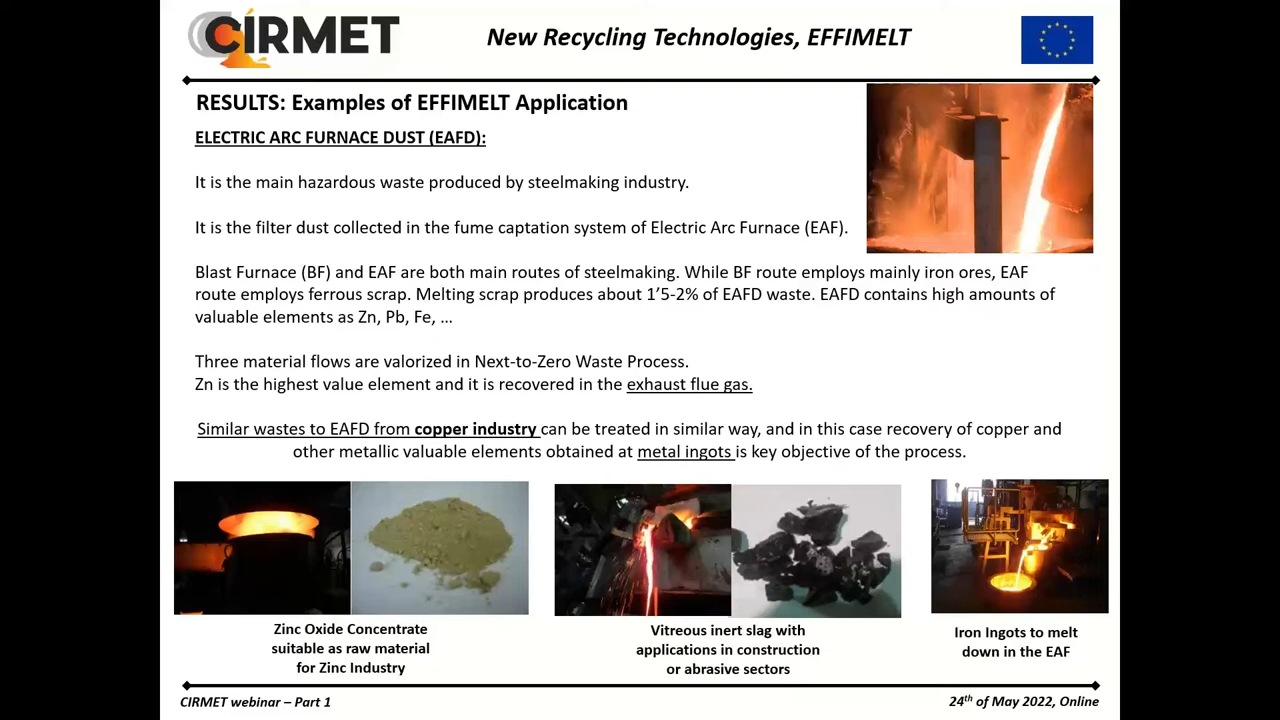 CIRMET
New Recycling Technologies, EFFIMELT
RESULTS: Examples of EFFIMELT Application
ELECTRIC ARC FURNACE DUST (EAFD):
It is the main hazardous waste produced by steelmaking industry.
It is the filter dust collected in the fume captation system of Electric Arc Furnace (EAF).
Blast Furnace (BF) and EAF are both main routes of steelmaking. While BF route employs mainly iron ores, EAF
route employs ferrous scrap. Melting scrap produces about 1’5-2% of EAFD waste. EAFD contains high amounts of
valuable elements as Zn, Pb, Fe, ...
Three material flows are valorized in Next-to-Zero Waste Process.
Zn is the highest value element and it is recovered in the exhaust flue gas.
Similar wastes to EAFD from copper industry can be treated in similar way, and in this case recovery of copper and
other metallic valuable elements obtained at metal ingots is key objective of the process.
Zinc Oxide Concentrate
suitable as raw material
for Zinc Industry
Vitreous inert slag with
applications in construction
or abrasive sectors
Iron Ingots to melt
down in the EAF
CIRMET webinar – Part 1
24th of May 2022, Online